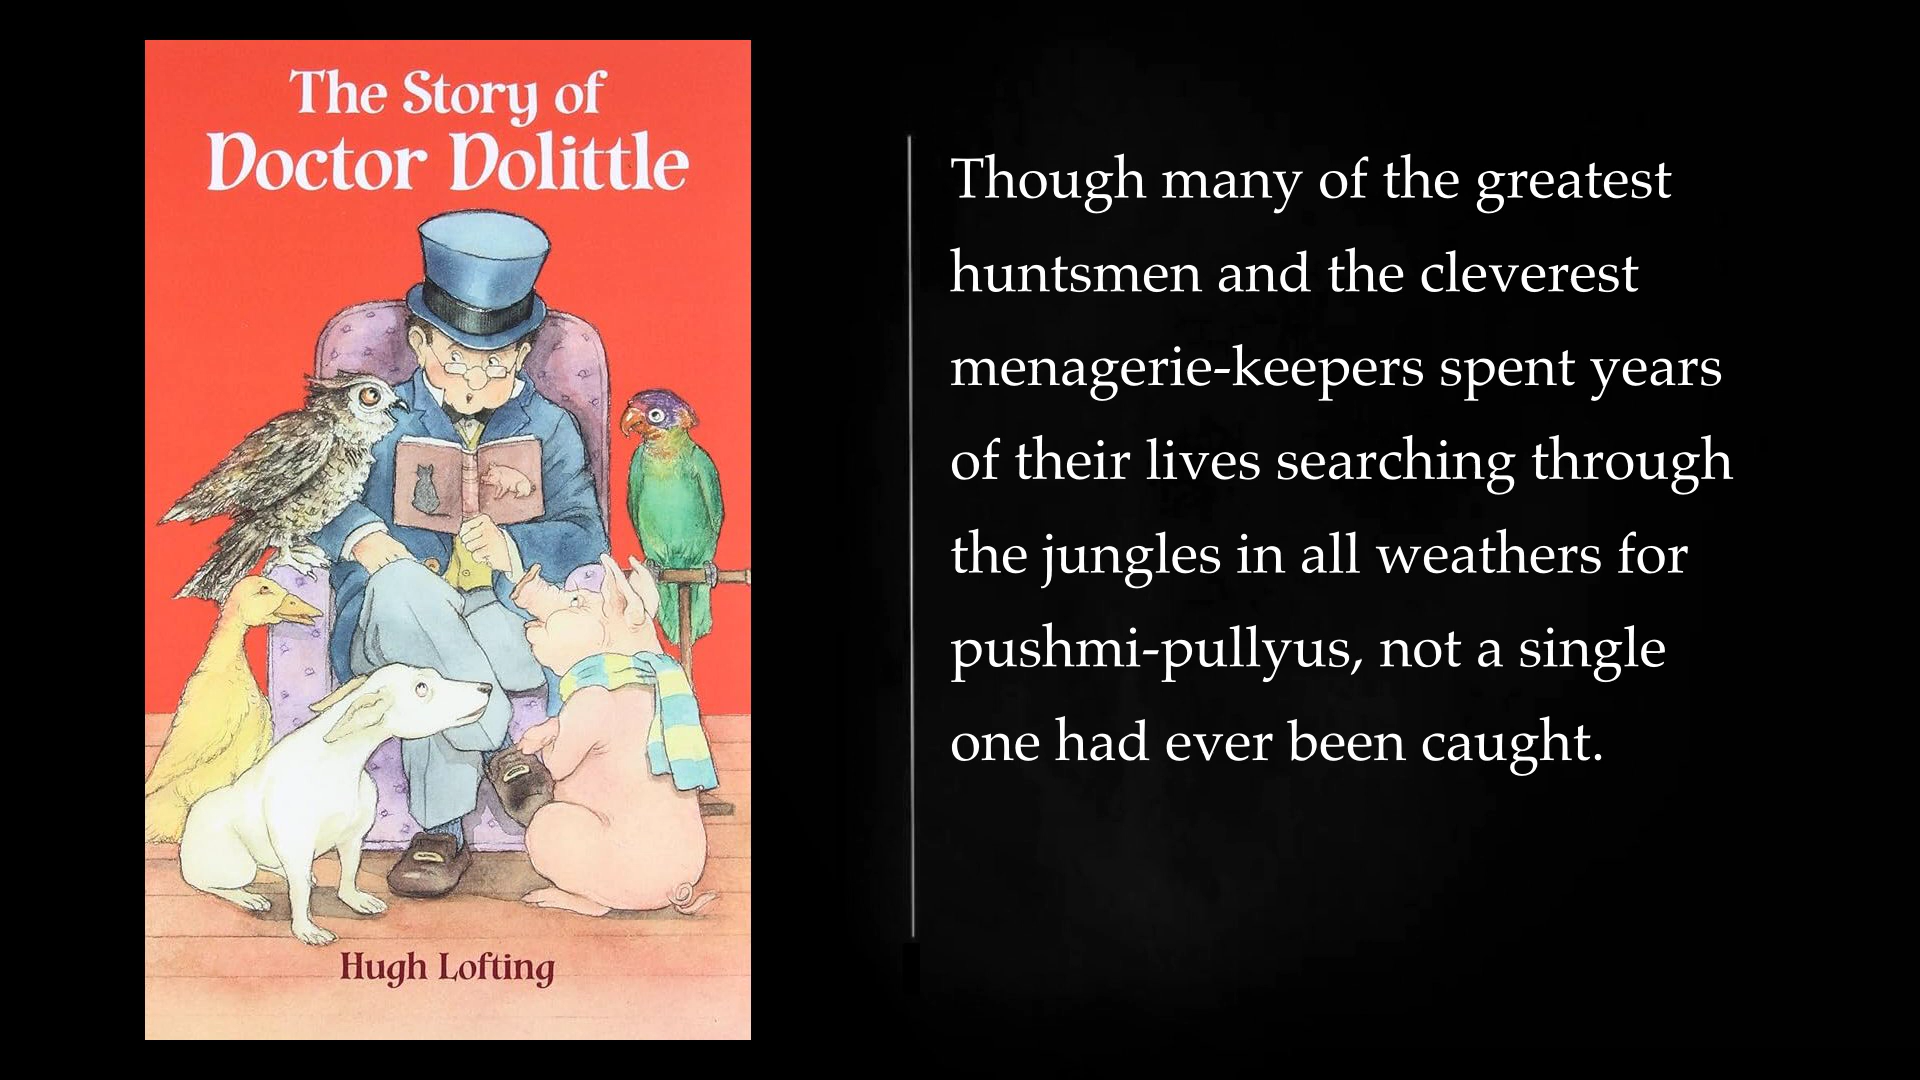 The Story of
Doctor Dolittle
Hugh Lofting
Though many of the greatest
huntsmen and the cleverest
menagerie-keepers spent years
of their lives searching through
the jungles in all weathers for
pushmi-pullyus, not a single
one had ever been caught.